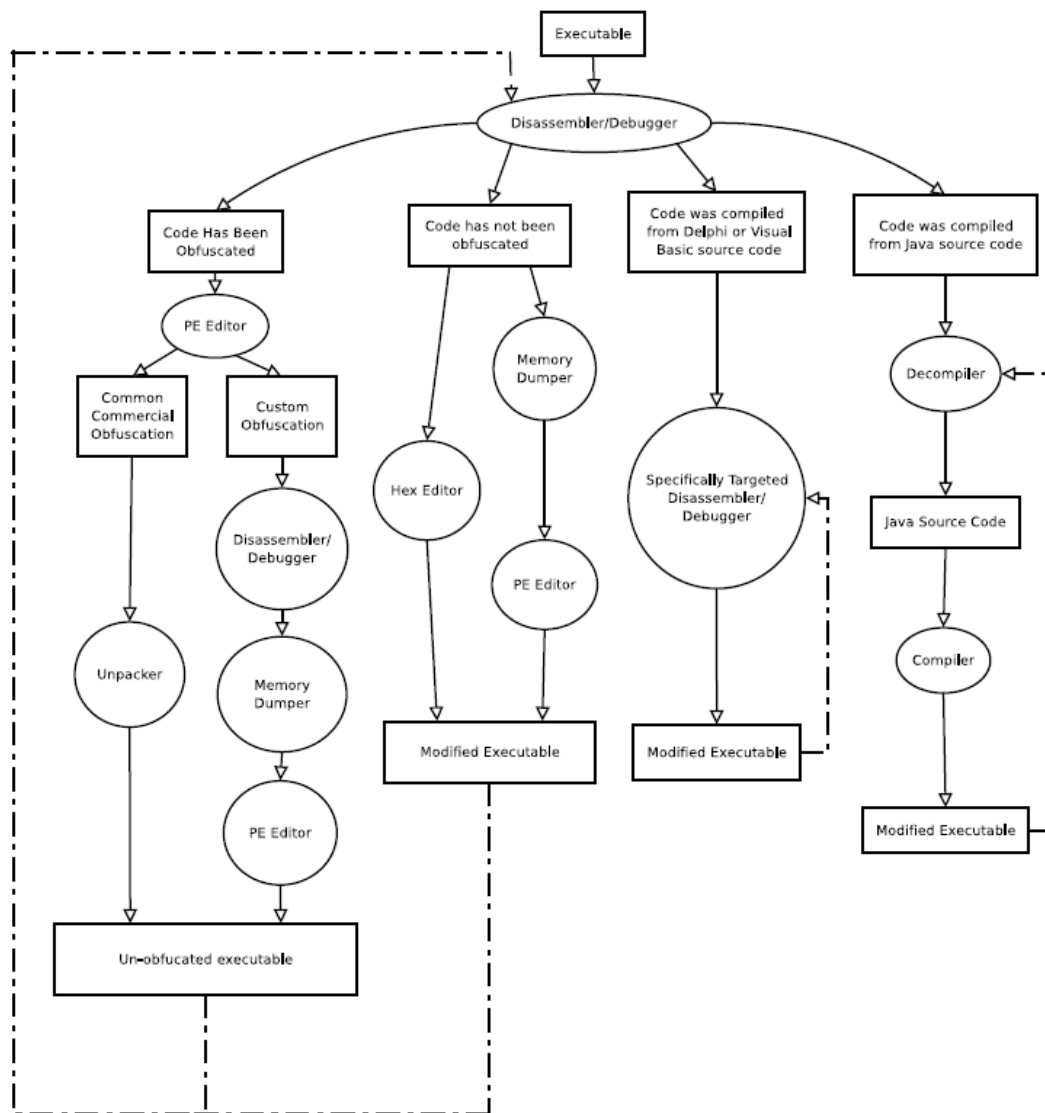 Executable
Disassembler/Debugger
Code Has Been
Obfuscated
Code has not been
obfuscated
Code was compiled
from Delphi or Visual
Basic source code
Code was compiled
from Java source code
PE Editor
Memory
Dumper
Decompiler
Common
Commercial
Obfuscation
Custom
Obfuscation
Hex Editor
Specifically Targeted
Disassembler/
Debugger
Java Source Code
Disassembler/
Debugger
PE Editor
Unpacker
Memory
Dumper
Compiler
Modified Executable
Modified Executable
PE Editor
Modified Executable
Un-obfucated executable